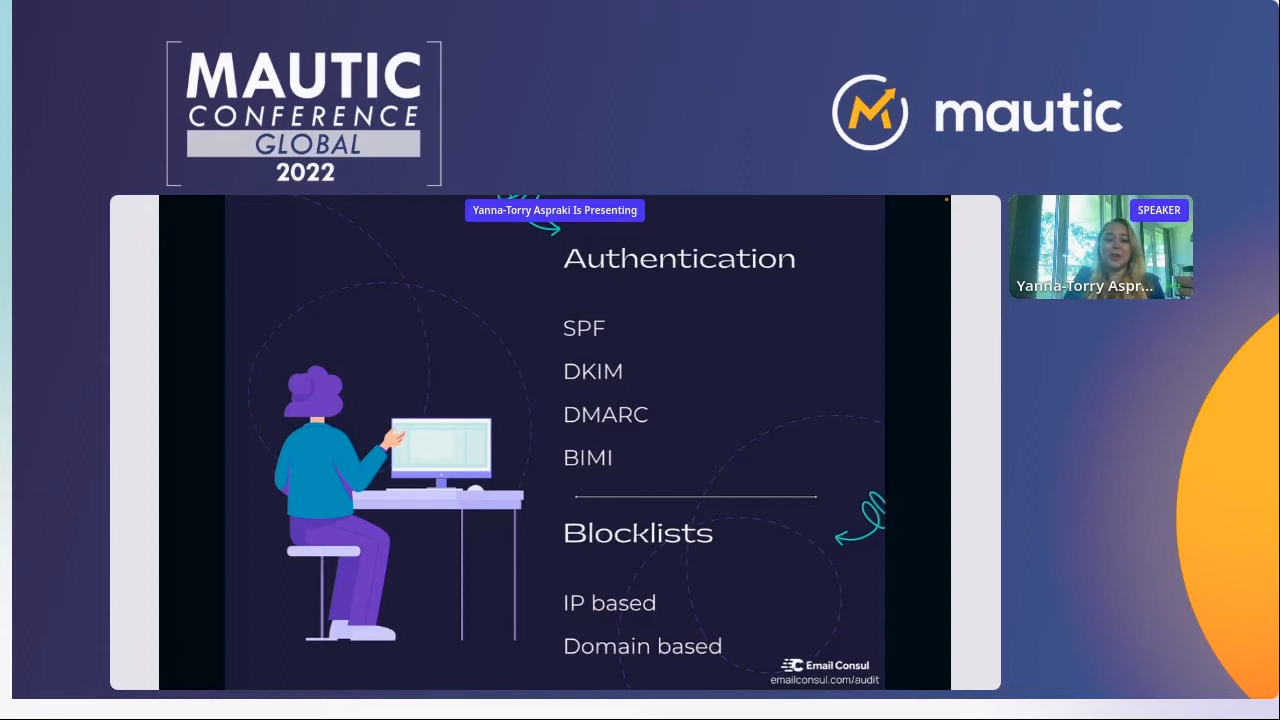 MAUTIC
CONFERENCE
GLOBAL
2022
mautic
Yanna-Torry Aspraki Is Presenting
SPEAKER
Yanna-Torry Aspr...
Authentication
SPF
DKIM
DMARC
BIMI
Blocklists
IP based
Domain based
Email Consul
emailconsul.com/audit